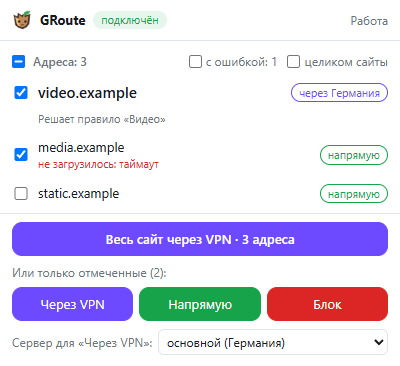 GRoute подключён Работа
Адреса: 3 с ошибкой: 1 целиком сайты
video.example через Германия
Решает правило «Видео»
media.example напрямую
не загрузилось: таймаут
static.example напрямую
Весь сайт через VPN · 3 адреса
Или только отмеченные (2):
Через VPN Напрямую Блок
Сервер для «Через VPN»: основной (Германия)